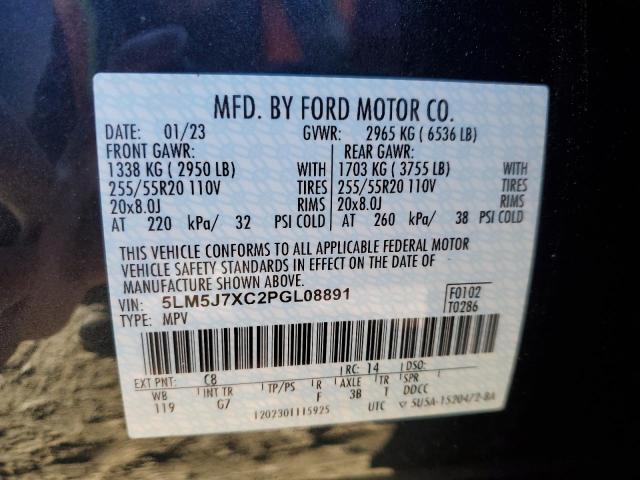 MFD. BY FORD MOTOR CO.
DATE: 01/23 GVWR: 2965 KG ( 6536 LB)
FRONT GAWR: REAR GAWR:
1338 KG ( 2950 LB) WITH 1703 KG ( 3755 LB) WITH
255/55R20 110V TIRES 255/55R20 110V TIRES
20x8.0J RIMS 20x8.0J RIMS
AT 220 kPa/ 32 PSI COLD AT 260 kPa/ 38 PSI COLD
THIS VEHICLE CONFORMS TO ALL APPLICABLE FEDERAL MOTOR
VEHICLE SAFETY STANDARDS IN EFFECT ON THE DATE OF
MANUFACTURE SHOWN ABOVE.
VIN: 5LM5J7XC2PGL08891 F0102
TYPE: MPV T0286
EXT PNT: C8 RC: 14 DSO:
WB INT TR TP/PS R AXLE TR SPR
119 G7 F 3B T DDCC
1202301115925 UTC 5U5A-1520472-BA